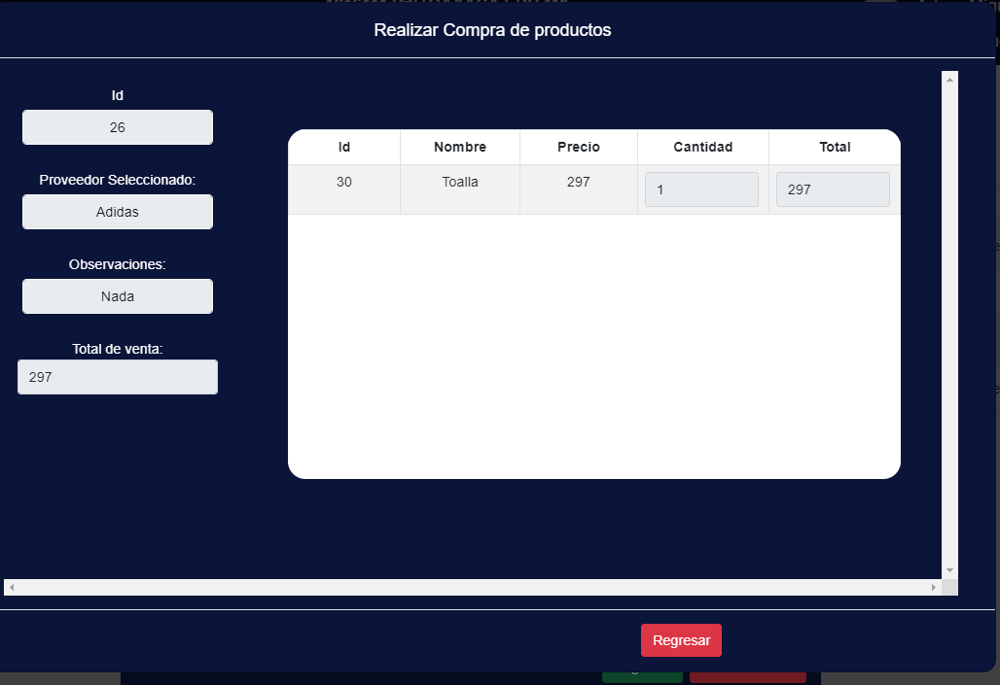 Realizar Compra de productos
Id
26
Proveedor Seleccionado:
Adidas
Observaciones:
Nada
Total de venta:
297
Id Nombre Precio Cantidad Total
30 Toalla 297 1 297
Regresar